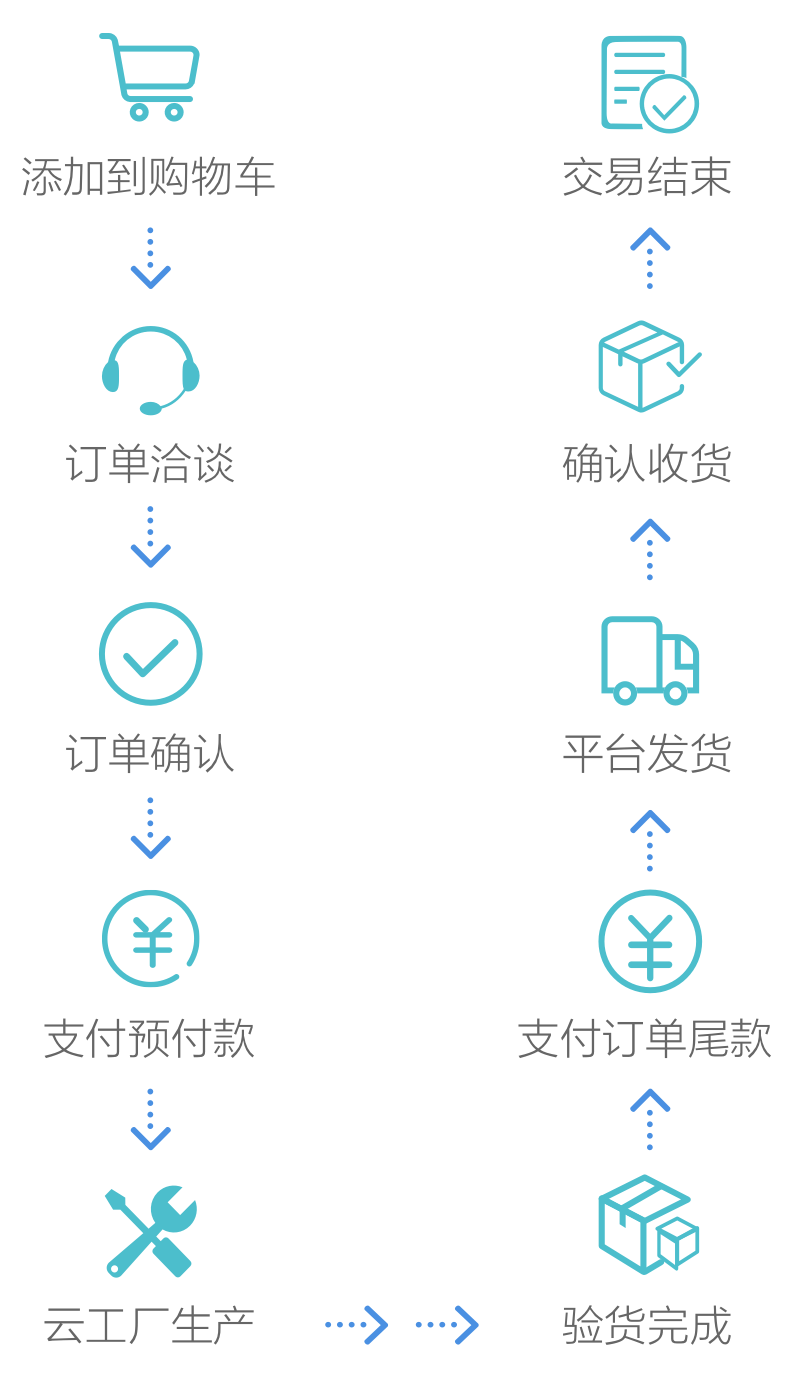 添加到购物车
订单洽谈
订单确认
支付预付款
云工厂生产
验货完成
支付订单尾款
平台发货
确认收货
交易结束